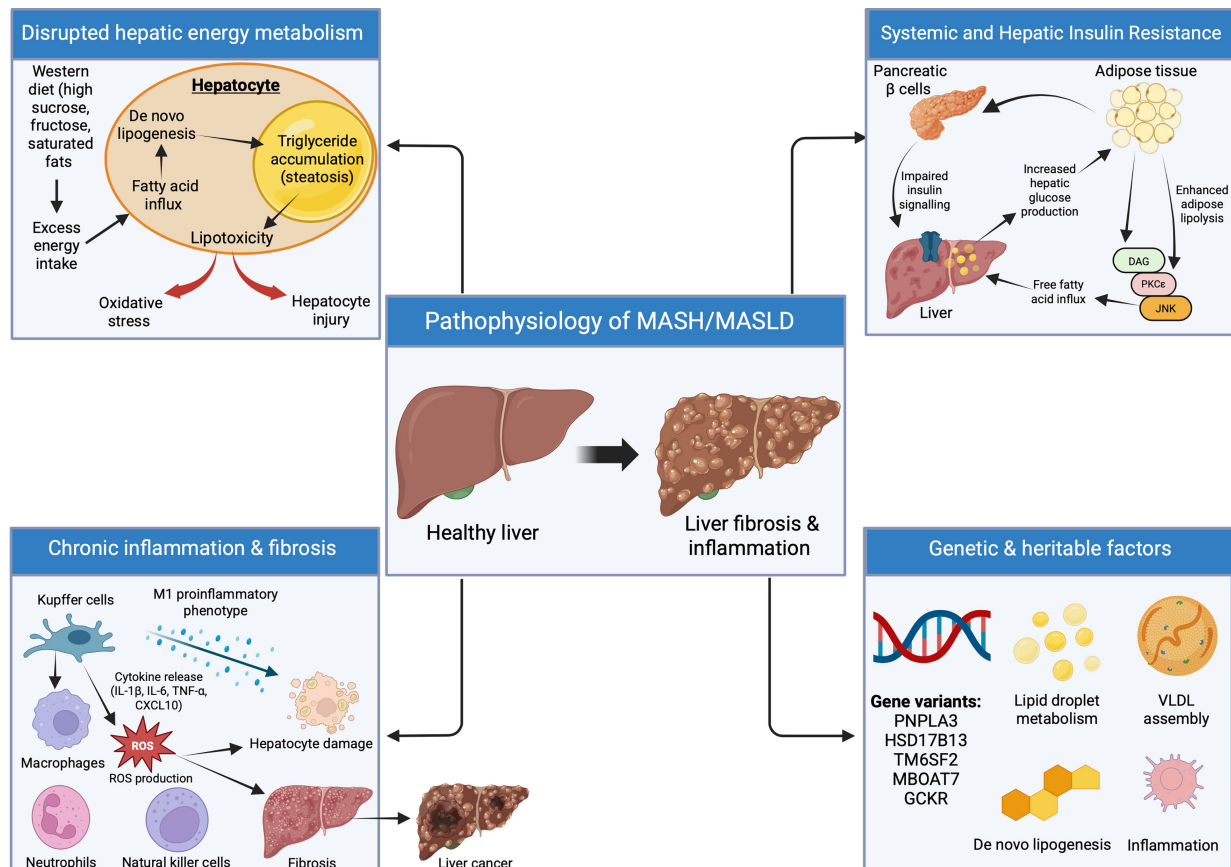 Disrupted hepatic energy metabolism
Western
diet (high
sucrose,
fructose,
saturated
fats
Excess
energy
intake
Hepatocyte
De novo
lipogenesis
Fatty acid
influx
Triglyceride
accumulation
(steatosis)
Lipotoxicity
Oxidative
stress
Hepatocyte
injury
Systemic and Hepatic Insulin Resistance
Pancreatic
β cells
Adipose tissue
Impaired
insulin
signalling
Increased
hepatic
glucose
production
Enhanced
adipose
lipolysis
DAG
PKCε
JNK
Free fatty
acid influx
Liver
Pathophysiology of MASH/MASLD
Healthy liver
Liver fibrosis &
inflammation
Chronic inflammation & fibrosis
Kupffer cells
M1 proinflammatory
phenotype
Cytokine release
(IL-1β, IL-6, TNF-α,
CXCL10)
Macrophages
ROS
ROS production
Hepatocyte damage
Neutrophils
Natural killer cells
Fibrosis
Liver cancer
Genetic & heritable factors
Gene variants:
PNPLA3
HSD17B13
TM6SF2
MBOAT7
GCKR
Lipid droplet
metabolism
VLDL
assembly
De novo lipogenesis
Inflammation